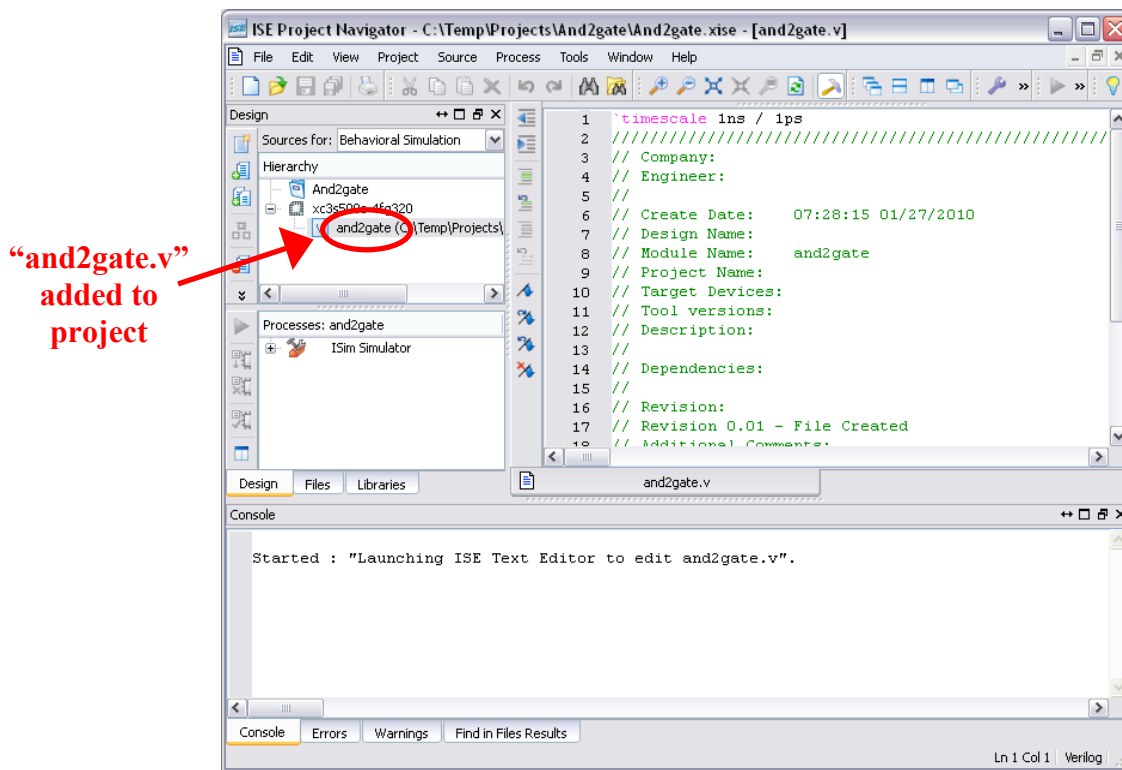 ISE Project Navigator - C:\Temp\Projects\And2gate\And2gate.xise - [and2gate.v]
File Edit View Project Source Process Tools Window Help
Design
Sources for: Behavioral Simulation
Hierarchy
And2gate
xc3s500e-4fg320
and2gate (C:\Temp\Projects\
“and2gate.v”
added to
project
Processes: and2gate
ISim Simulator
Design Files Libraries
1 `timescale 1ns / 1ps
2 ////////////////////////////////////////////////////
3 // Company:
4 // Engineer:
5 //
6 // Create Date: 07:28:15 01/27/2010
7 // Design Name:
8 // Module Name: and2gate
9 // Project Name:
10 // Target Devices:
11 // Tool versions:
12 // Description:
13 //
14 // Dependencies:
15 //
16 // Revision:
17 // Revision 0.01 - File Created
18 // Additional Comments:
and2gate.v
Console
Started : "Launching ISE Text Editor to edit and2gate.v".
Console Errors Warnings Find in Files Results
Ln 1 Col 1 Verilog